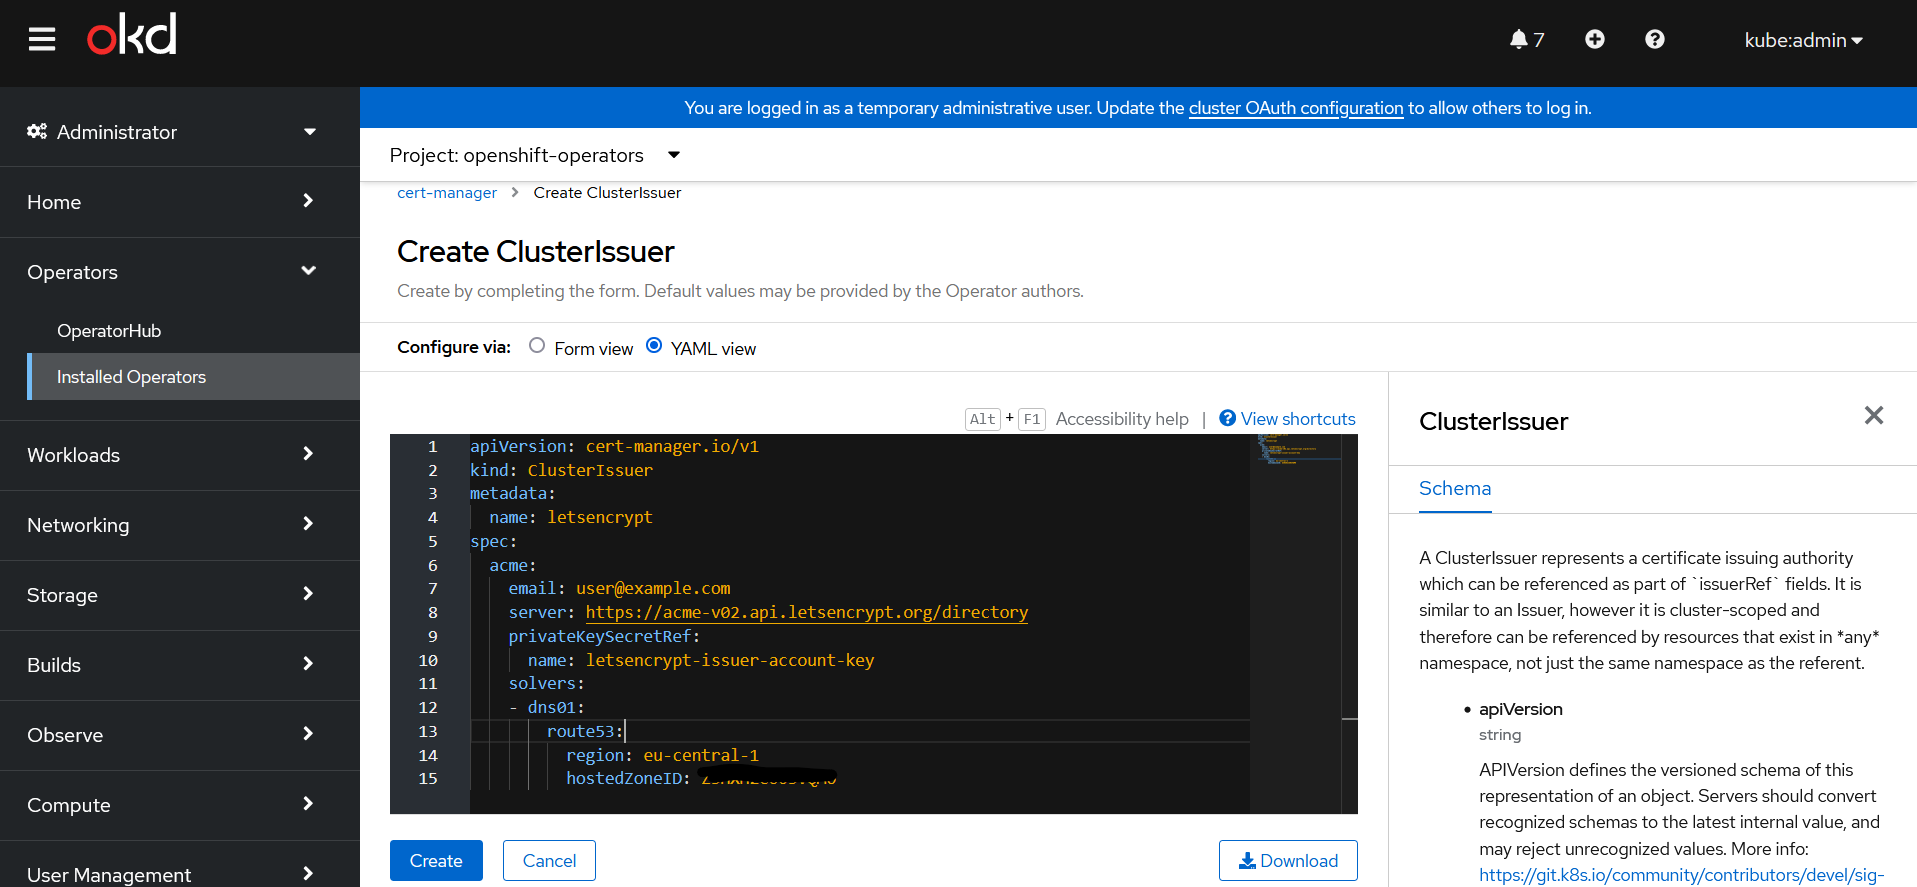 okd
7
kube:admin
You are logged in as a temporary administrative user. Update the cluster OAuth configuration to allow others to log in.
Administrator
Home
Operators
OperatorHub
Installed Operators
Workloads
Networking
Storage
Builds
Observe
Compute
User Management
Project: openshift-operators
cert-manager > Create ClusterIssuer
Create ClusterIssuer
Create by completing the form. Default values may be provided by the Operator authors.
Configure via: Form view YAML view
Alt + F1 Accessibility help | View shortcuts
1 apiVersion: cert-manager.io/v1
2 kind: ClusterIssuer
3 metadata:
4 name: letsencrypt
5 spec:
6 acme:
7 email: user@example.com
8 server: https://acme-v02.api.letsencrypt.org/directory
9 privateKeySecretRef:
10 name: letsencrypt-issuer-account-key
11 solvers:
12 - dns01:
13 route53:
14 region: eu-central-1
15 hostedZoneID:
Create
Cancel
Download
ClusterIssuer
Schema
A ClusterIssuer represents a certificate issuing authority
which can be referenced as part of `issuerRef` fields. It is
similar to an Issuer, however it is cluster-scoped and
therefore can be referenced by resources that exist in *any*
namespace, not just the same namespace as the referent.
• apiVersion
string
APIVersion defines the versioned schema of this
representation of an object. Servers should convert
recognized schemas to the latest internal value, and
may reject unrecognized values. More info:
https://git.k8s.io/community/contributors/devel/sig-